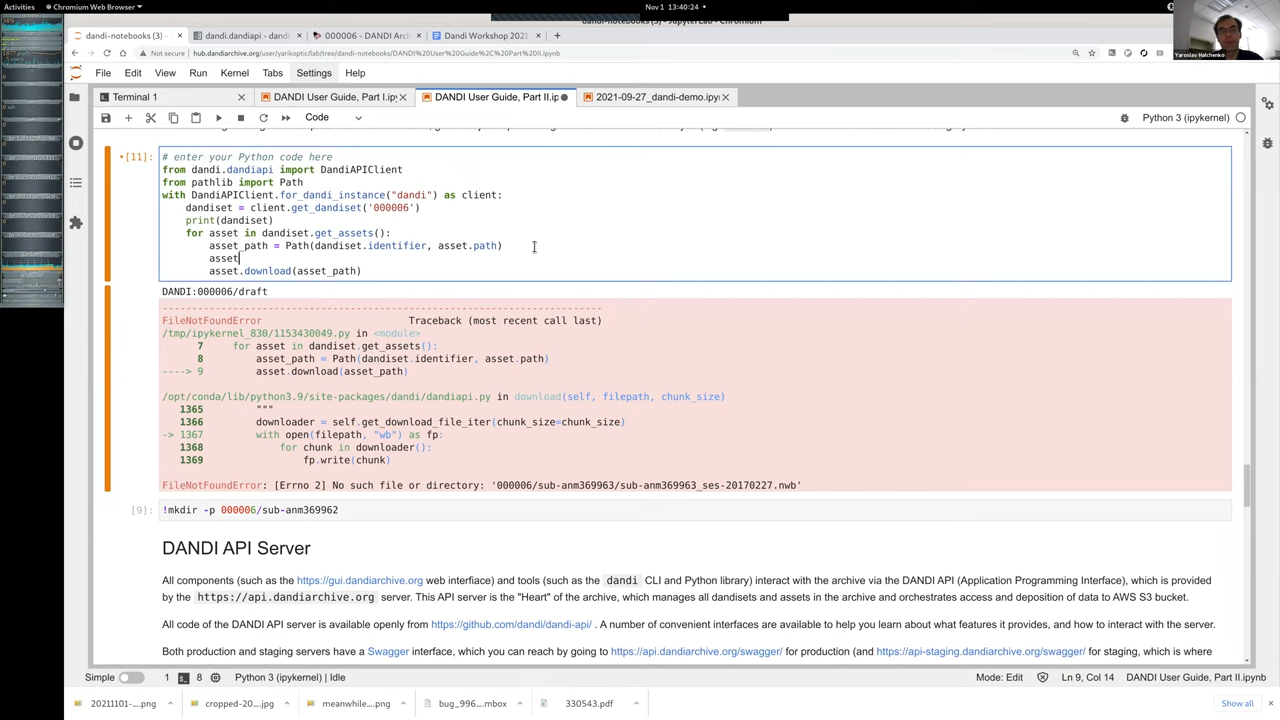 Activities
Chromium Web Browser
Nov 1 13:40:24
dandi-notebooks (3) - JupyterLab - Chromium
dandi-notebooks (3) -
dandi.dandiapi — dandi
000006 - DANDI Arch
Dandi Workshop 2021
Not secure | hub.dandiarchive.org/user/yarikoptic/lab/tree/dandi-notebooks/DANDI%20User%20Guide%2C%20Part%20II.ipynb
Yaroslav Halchenko
File Edit View Run Kernel Tabs Settings Help
Terminal 1
DANDI User Guide, Part I.ipy
DANDI User Guide, Part II.ip
2021-09-27_dandi-demo.ipyn
Code
Python 3 (ipykernel)
[11]:
# enter your Python code here
from dandi.dandiapi import DandiAPIClient
from pathlib import Path
with DandiAPIClient.for_dandi_instance("dandi") as client:
dandiset = client.get_dandiset('000006')
print(dandiset)
for asset in dandiset.get_assets():
asset_path = Path(dandiset.identifier, asset.path)
asset
asset.download(asset_path)
DANDI:000006/draft
---------------------------------------------------------------------------
FileNotFoundError Traceback (most recent call last)
/tmp/ipykernel_830/1153430049.py in <module>
7 for asset in dandiset.get_assets():
8 asset_path = Path(dandiset.identifier, asset.path)
----> 9 asset.download(asset_path)
/opt/conda/lib/python3.9/site-packages/dandi/dandiapi.py in download(self, filepath, chunk_size)
1365 """
1366 downloader = self.get_download_file_iter(chunk_size=chunk_size)
-> 1367 with open(filepath, "wb") as fp:
1368 for chunk in downloader():
1369 fp.write(chunk)
FileNotFoundError: [Errno 2] No such file or directory: '000006/sub-anm369963/sub-anm369963_ses-20170227.nwb'
[9]:
!mkdir -p 000006/sub-anm369962
DANDI API Server
All components (such as the https://gui.dandiarchive.org web interfiace) and tools (such as the dandi CLI and Python library) interact with the archive via the DANDI API (Application Programming Interface), which is provided
by the https://api.dandiarchive.org server. This API server is the "Heart" of the archive, which manages all dandisets and assets in the archive and orchestrates access and deposition of data to AWS S3 bucket.
All code of the DANDI API server is available openly from https://github.com/dandi/dandi-api/ . A number of convenient interfaces are available to help you learn about what features it provides, and how to interact with the server.
Both production and staging servers have a Swagger interface, which you can reach by going to https://api.dandiarchive.org/swagger/ for production (and https://api-staging.dandiarchive.org/swagger/ for staging, which is where
Simple 1 8 Python 3 (ipykernel) | Idle
Mode: Edit
Ln 9, Col 14
DANDI User Guide, Part II.ipynb
20211101-....png
cropped-20....jpg
meanwhile....png
bug_996....mbox
330543.pdf
Show all